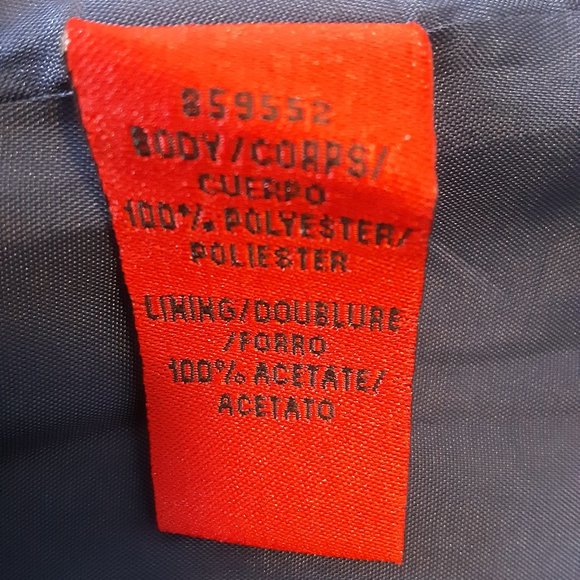 859552
BODY/CORPS/
CUERPO
100% POLYESTER/
POLIESTER
LINING/DOUBLURE
/FORRO
100% ACETATE/
ACETATO